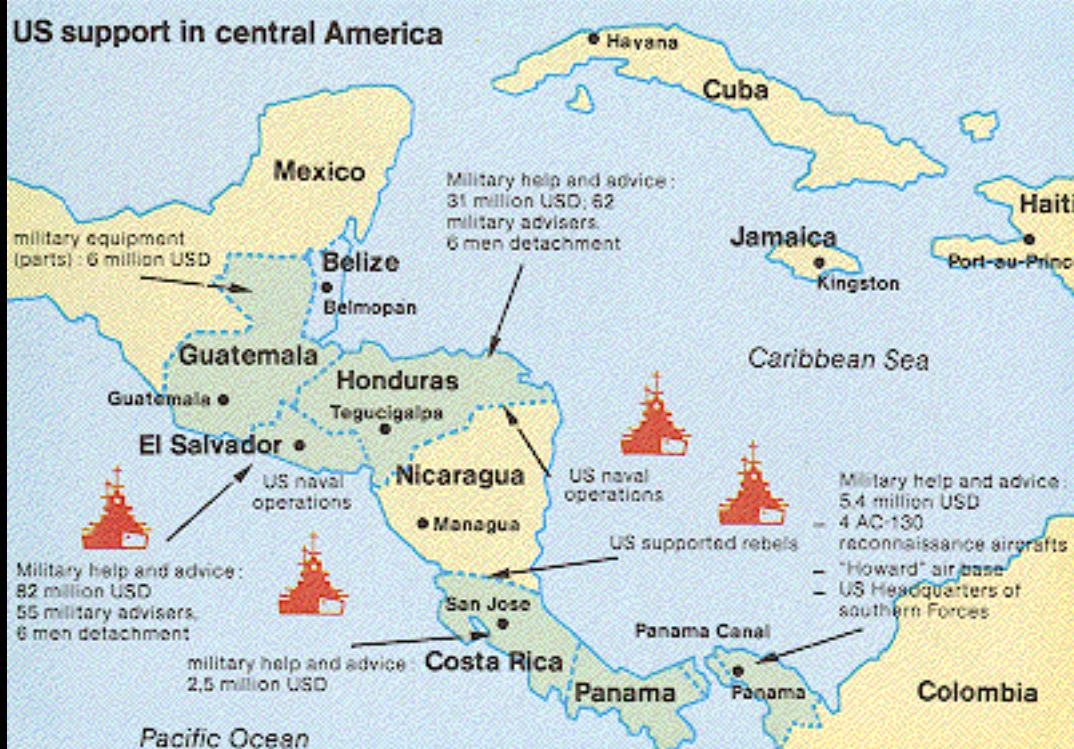 US support in central America
Havana
Cuba
Mexico
Military help and advice:
31 million USD; 62
military advisers,
6 men detachment
Haiti
military equipment
(parts) : 6 million USD
Jamaica
Belize
Port-au-Prince
Kingston
Belmopan
Guatemala
Caribbean Sea
Honduras
Guatemala
Tegucigalpa
El Salvador
Nicaragua
US naval
operations
US naval
operations
Military help and advice:
5,4 million USD
– 4 AC-130
reconnaissance aircrafts
– "Howard" air base
– US Headquarters of
southern Forces
Managua
US supported rebels
Military help and advice:
82 million USD
55 military advisers,
6 men detachment
San Jose
Panama Canal
military help and advice:
2,5 million USD
Costa Rica
Panama
Panama
Colombia
Pacific Ocean